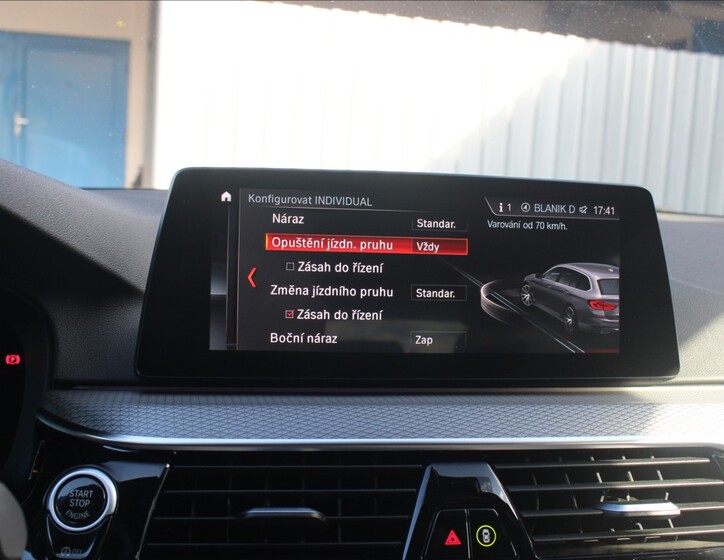 Konfigurovat INDIVIDUAL
1 BLANIK D 17:41
Náraz Standar.
Varování od 70 km/h.
Opuštění jízdn. pruhu Vždy
Zásah do řízení
Změna jízdního pruhu Standar.
Zásah do řízení
Boční náraz Zap
START
STOP
ENGINE